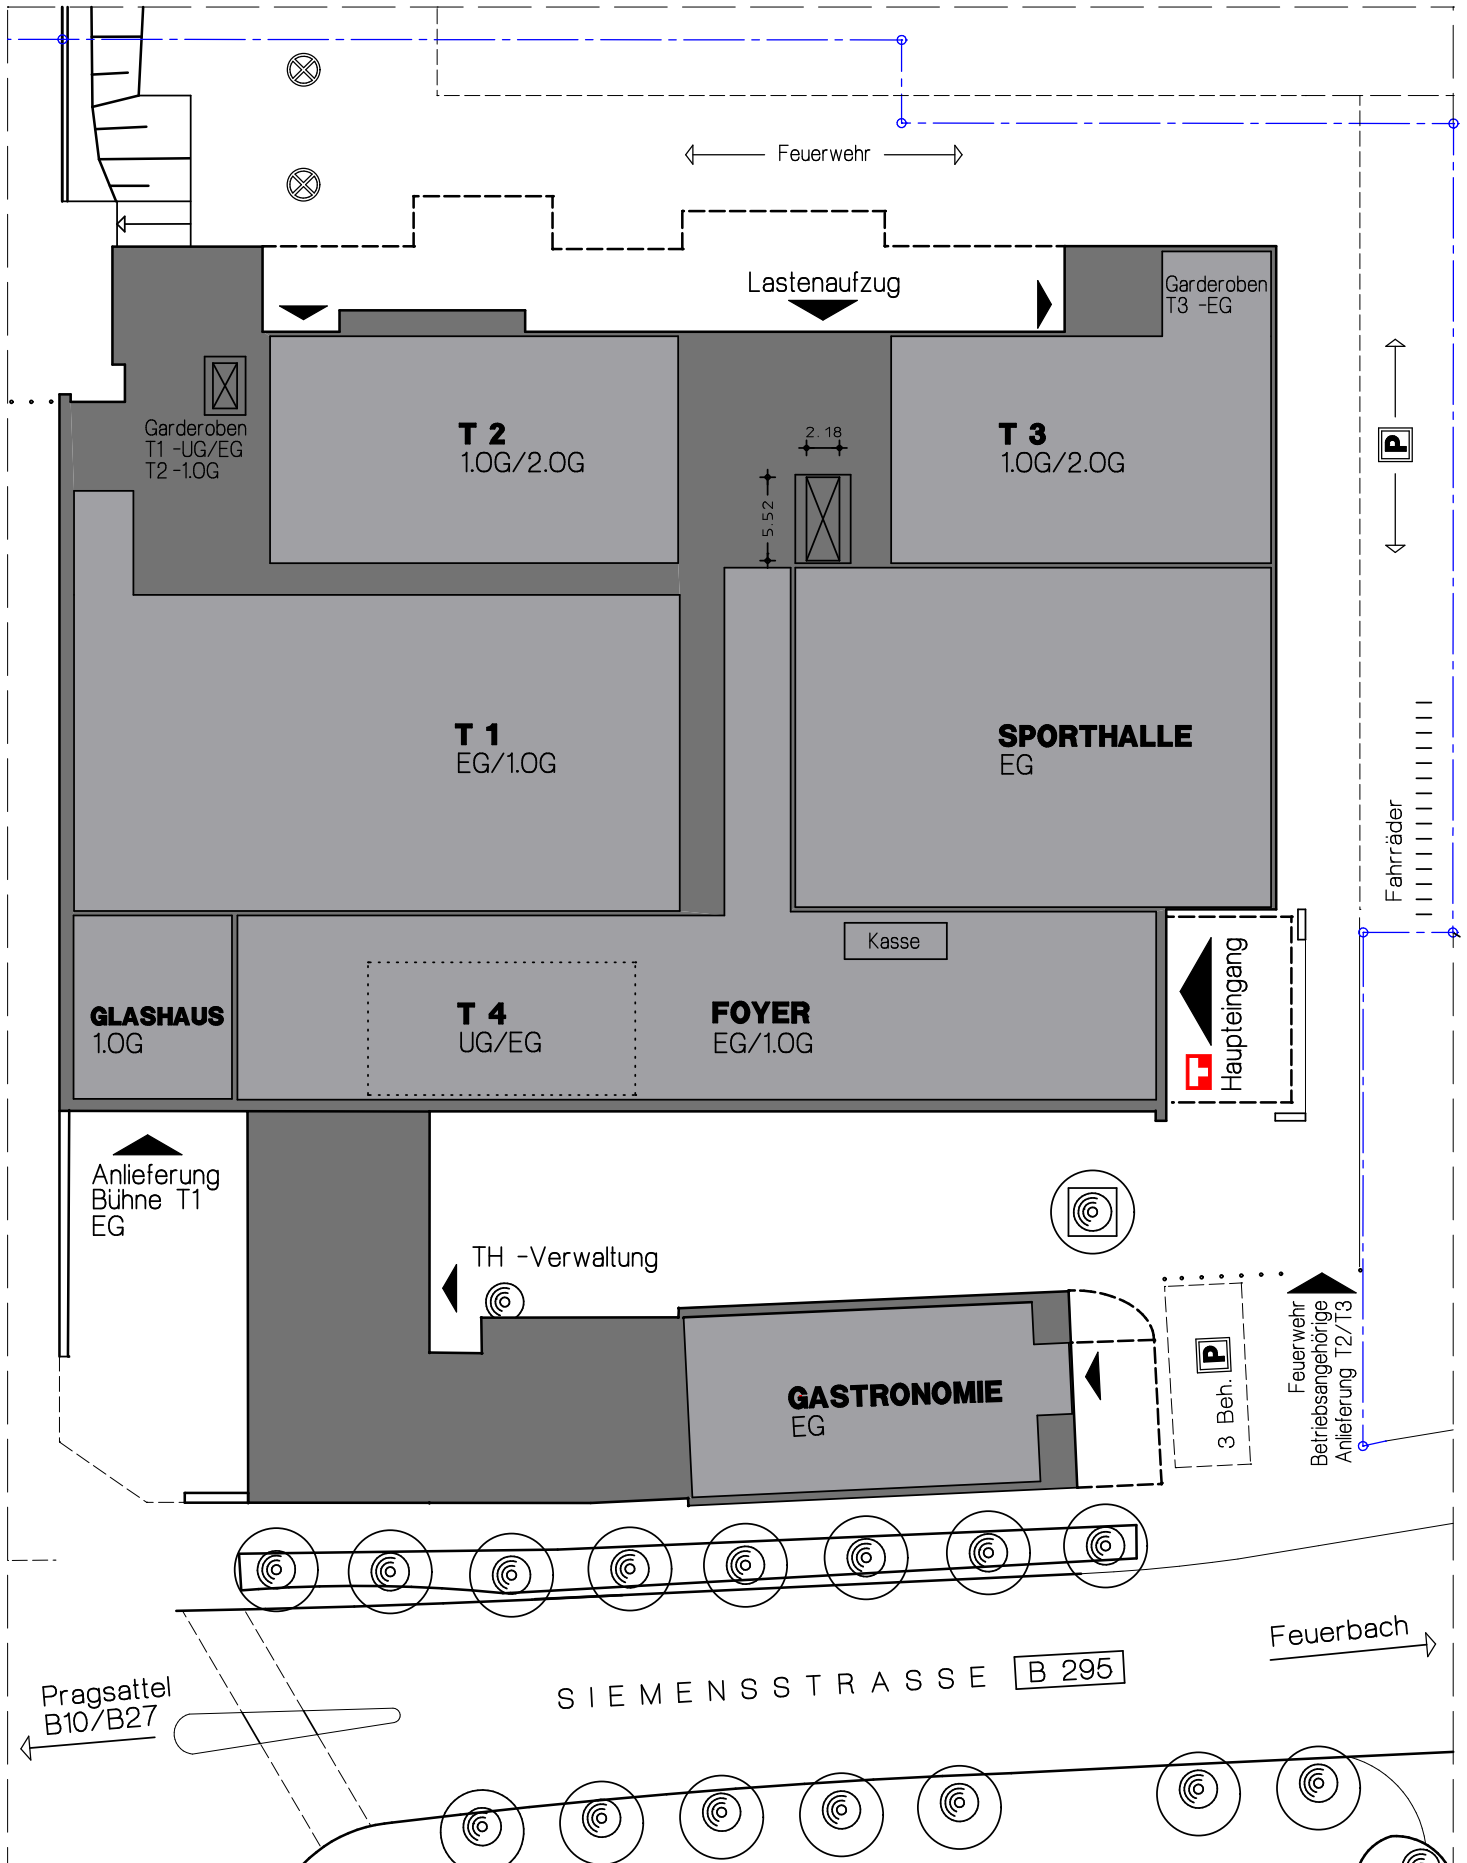 Feuerwehr
Lastenaufzug
Garderoben
T3 -EG
P
Garderoben
T1 -UG/EG
T2 -1.OG
T 2
1.OG/2.OG
2.18
5.52
T 3
1.OG/2.OG
T 1
EG/1.OG
SPORTHALLE
EG
Fahrräder
Kasse
GLASHAUS
1.OG
T 4
UG/EG
FOYER
EG/1.OG
Haupteingang
T
Anlieferung
Bühne T1
EG
TH -Verwaltung
GASTRONOMIE
EG
P
3 Beh.
Feuerwehr
Betriebsangehörige
Anlieferung T2/T3
Feuerbach
SIEMENSSTRASSE
B 295
Pragsattel
B10/B27